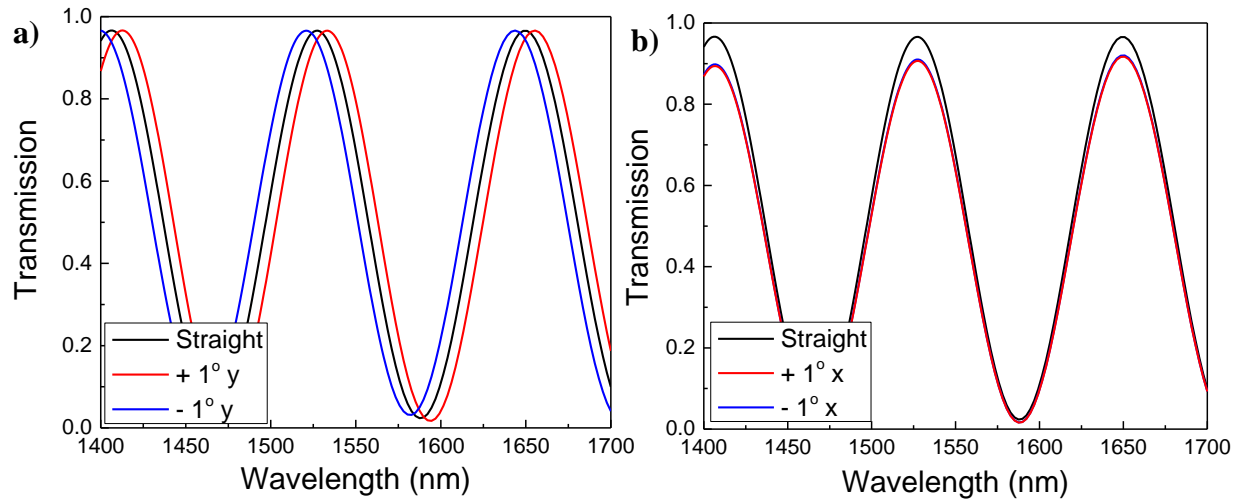 a)
1.0
0.8
0.6
0.4
0.2
0.0
Transmission
Straight
+ 1° y
- 1° y
1400 1450 1500 1550 1600 1650 1700
Wavelength (nm)
b)
1.0
0.8
0.6
0.4
0.2
0.0
Transmission
Straight
+ 1° x
- 1° x
1400 1450 1500 1550 1600 1650 1700
Wavelength (nm)